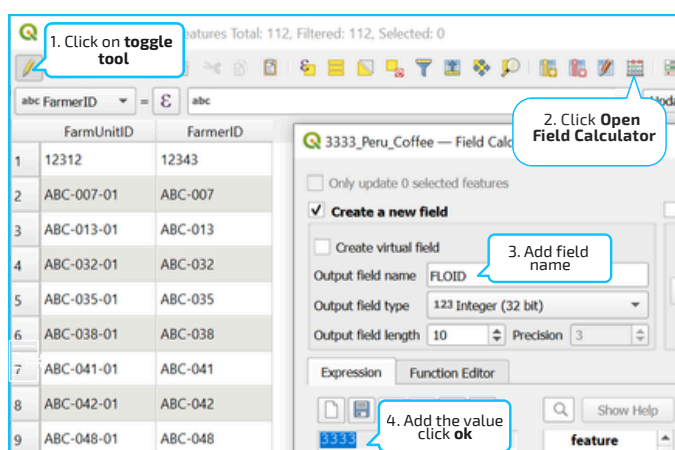 eatures Total: 112, Filtered: 112, Selected: 0
1. Click on toggle
tool
abc FarmerID = ε abc
2. Click Open
Field Calculator
FarmUnitID FarmerID
1 12312 12343
2 ABC-007-01 ABC-007
3 ABC-013-01 ABC-013
4 ABC-032-01 ABC-032
5 ABC-035-01 ABC-035
6 ABC-038-01 ABC-038
7 ABC-041-01 ABC-041
8 ABC-042-01 ABC-042
9 ABC-048-01 ABC-048
3333_Peru_Coffee — Field Calc
Only update 0 selected features
Create a new field
Create virtual field
3. Add field
name
Output field name FLOID
Output field type 123 Integer (32 bit)
Output field length 10 Precision 3
Expression Function Editor
4. Add the value
click ok
Show Help
3333
feature